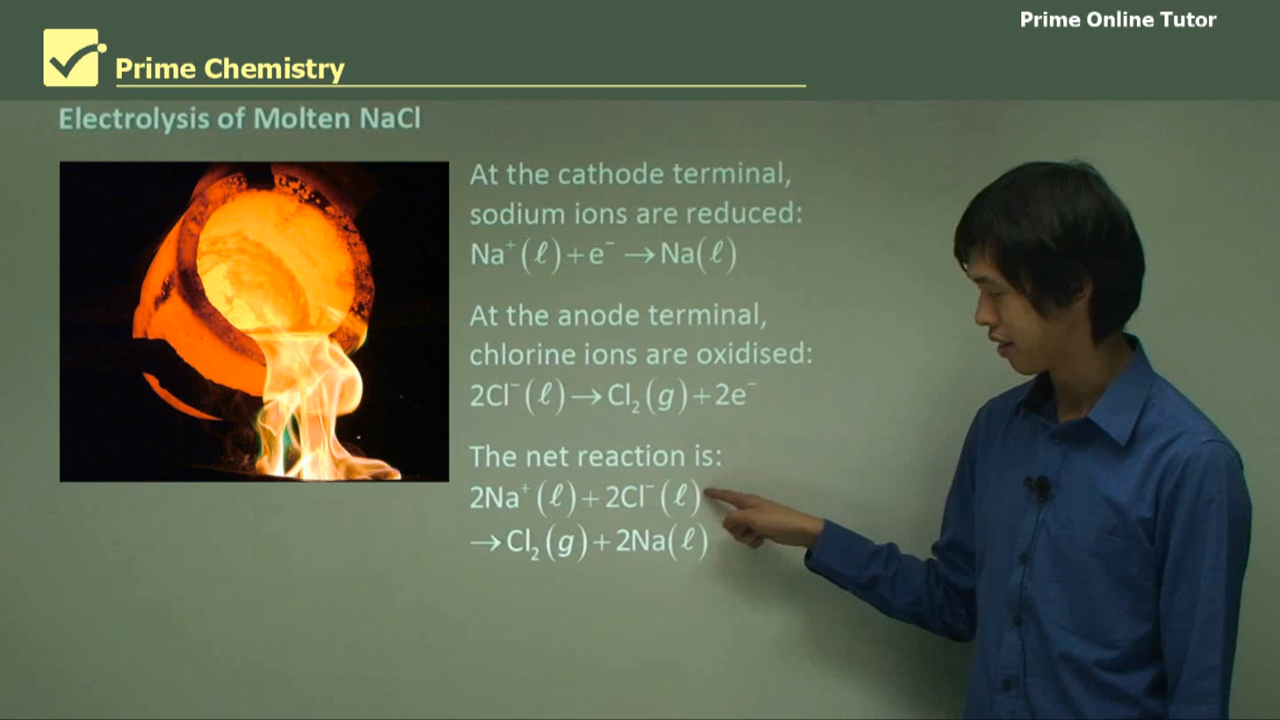 Prime Online Tutor
Prime Chemistry
Electrolysis of Molten NaCl
At the cathode terminal,
sodium ions are reduced:
Na⁺(ℓ)+e⁻ →Na(ℓ)
At the anode terminal,
chlorine ions are oxidised:
2Cl⁻(ℓ)→Cl₂(g)+2e⁻
The net reaction is:
2Na⁺(ℓ)+2Cl⁻(ℓ)
→Cl₂(g)+2Na(ℓ)